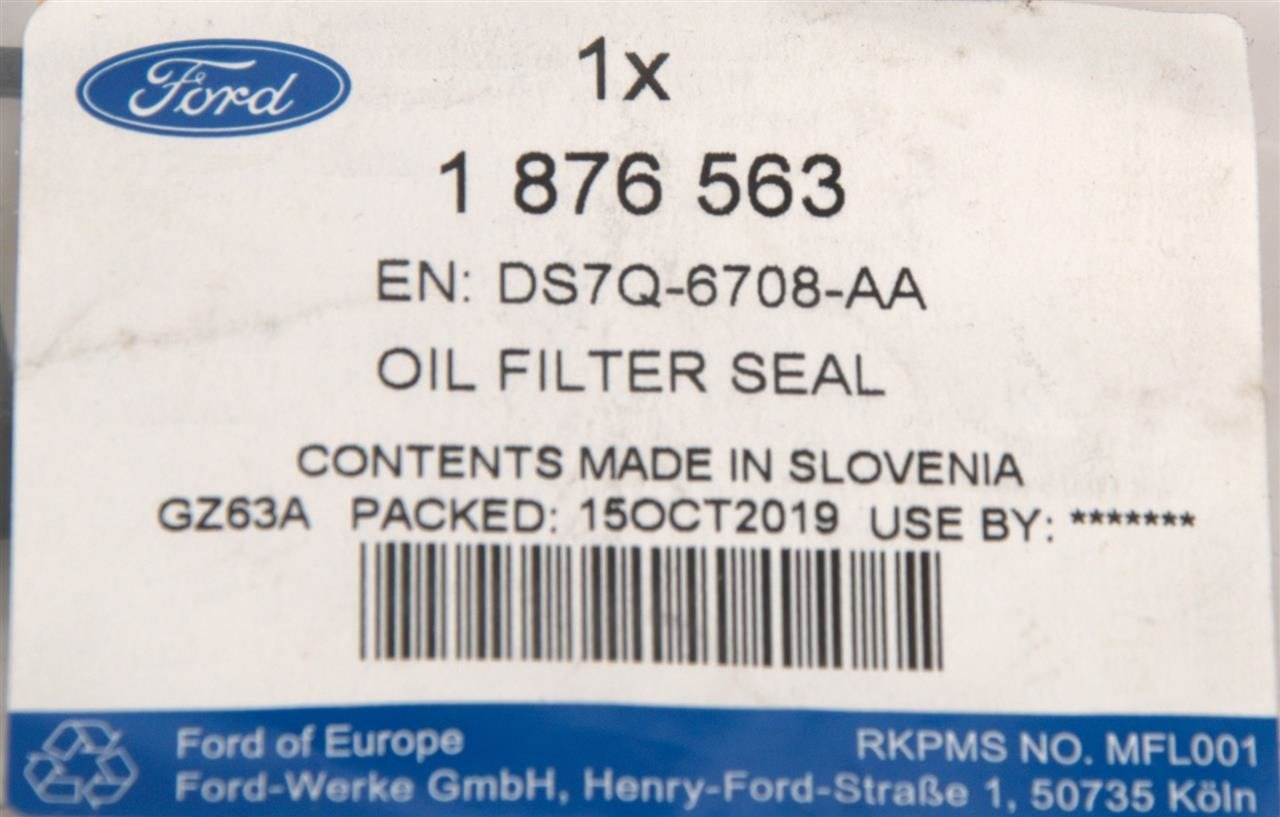 Ford
1x
1 876 563
EN: DS7Q-6708-AA
OIL FILTER SEAL
CONTENTS MADE IN SLOVENIA
GZ63A PACKED: 15OCT2019 USE BY: *******
Ford of Europe RKPMS NO. MFL001
Ford-Werke GmbH, Henry-Ford-Straße 1, 50735 Köln